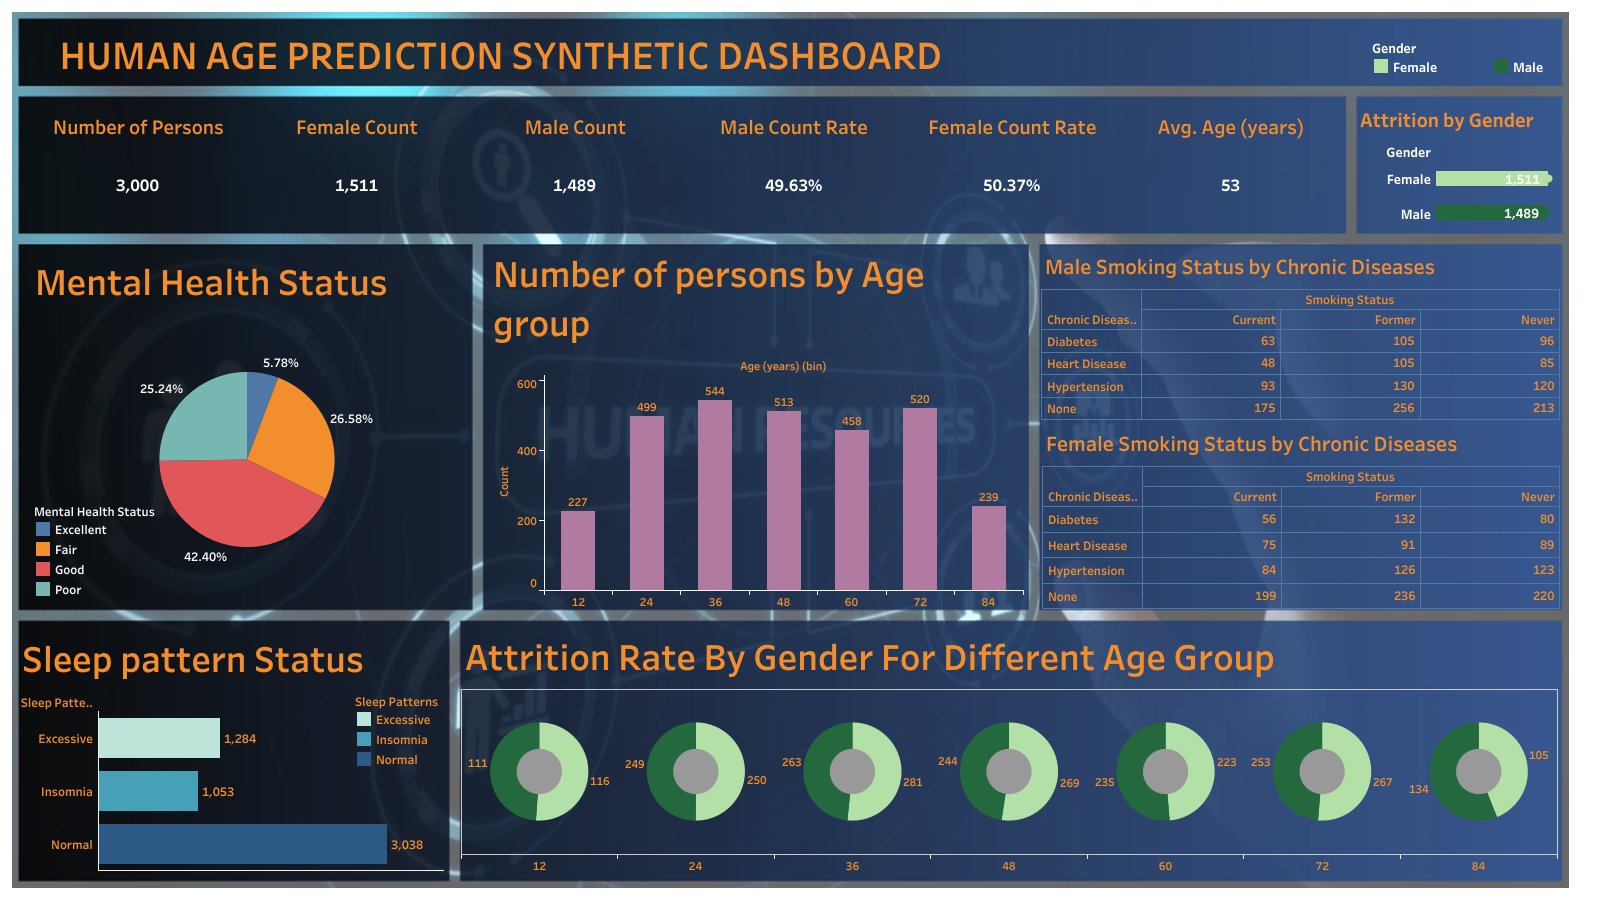 HUMAN AGE PREDICTION SYNTHETIC DASHBOARD
Gender
Female Male
Number of Persons Female Count Male Count Male Count Rate Female Count Rate Avg. Age (years)
3,000 1,511 1,489 49.63% 50.37% 53
Attrition by Gender
Gender
Female 1,511
Male 1,489
Mental Health Status
5.78%
25.24%
26.58%
42.40%
Mental Health Status
Excellent
Fair
Good
Poor
Number of persons by Age
group
Age (years) (bin)
600
400
200
0
Count
227 499 544 513 458 520 239
12 24 36 48 60 72 84
HUMAN RESOURCES
Male Smoking Status by Chronic Diseases
Smoking Status
Chronic Diseas.. Current Former Never
Diabetes 63 105 96
Heart Disease 48 105 85
Hypertension 93 130 120
None 175 256 213
Female Smoking Status by Chronic Diseases
Smoking Status
Chronic Diseas.. Current Former Never
Diabetes 56 132 80
Heart Disease 75 91 89
Hypertension 84 126 123
None 199 236 220
Sleep pattern Status
Sleep Patte..
Excessive 1,284
Insomnia 1,053
Normal 3,038
Sleep Patterns
Excessive
Insomnia
Normal
Attrition Rate By Gender For Different Age Group
111 116 249 250 263 281 244 269 235 223 253 267 134 105
12 24 36 48 60 72 84